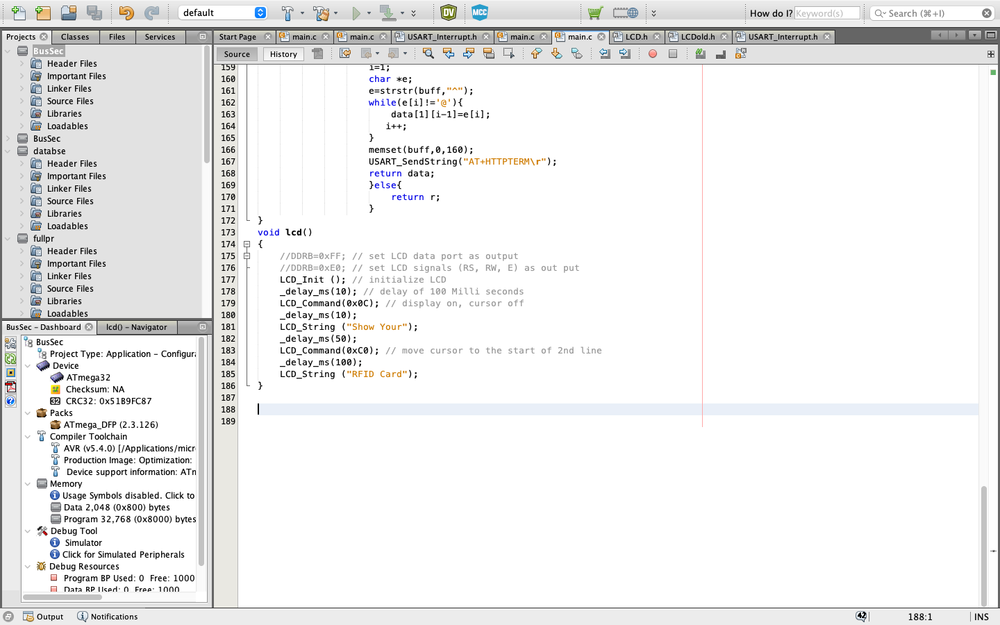 default
How do I? Keyword(s)
Search (⌘+I)
DV
MCC
Projects Classes Files Services
Start Page main.c main.c USART_Interrupt.h main.c main.c LCD.h LCDold.h USART_Interrupt.h
Source History
BusSec
Header Files
Important Files
Linker Files
Source Files
Libraries
Loadables
BusSec
databse
Header Files
Important Files
Linker Files
Source Files
Libraries
Loadables
fullpr
Header Files
Important Files
Linker Files
Source Files
Libraries
Loadables
BusSec - Dashboard lcd() - Navigator
BusSec
Project Type: Application - Configura
Device
ATmega32
Checksum: NA
32 CRC32: 0x51B9FC87
Packs
ATmega_DFP (2.3.126)
Compiler Toolchain
AVR (v5.4.0) [/Applications/micr
Production Image: Optimization:
Device support information: ATn
Memory
Usage Symbols disabled. Click to
Data 2,048 (0x800) bytes
Program 32,768 (0x8000) bytes
Debug Tool
Simulator
Click for Simulated Peripherals
Debug Resources
Program BP Used: 0 Free: 1000
Data BP Used: 0 Free: 1000
159 i=1;
160 char *e;
161 e=strstr(buff,"^");
162 while(e[i]!='@'){
163 data[1][i-1]=e[i];
164 i++;
165 }
166 memset(buff,0,160);
167 USART_SendString("AT+HTTPTERM\r");
168 return data;
169 }else{
170 return r;
171 }
172 }
173 void lcd()
174 {
175 //DDRB=0xFF; // set LCD data port as output
176 //DDRB=0xE0; // set LCD signals (RS, RW, E) as out put
177 LCD_Init (); // initialize LCD
178 _delay_ms(10); // delay of 100 Milli seconds
179 LCD_Command(0x0C); // display on, cursor off
180 _delay_ms(10);
181 LCD_String ("Show Your");
182 _delay_ms(50);
183 LCD_Command(0xC0); // move cursor to the start of 2nd line
184 _delay_ms(100);
185 LCD_String ("RFID Card");
186 }
187
188
189
Output Notifications
42 188:1 INS